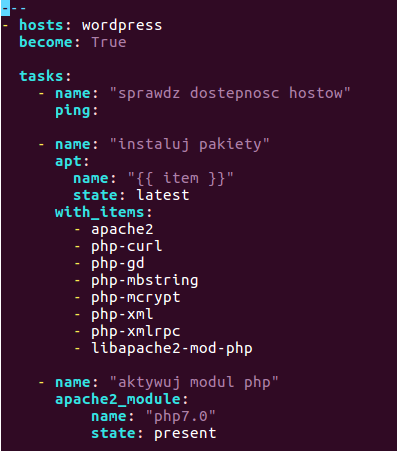 ---
- hosts: wordpress
  become: True

  tasks:
    - name: "sprawdz dostepnosc hostow"
      ping:

    - name: "instaluj pakiety"
      apt:
        name: "{{ item }}"
        state: latest
      with_items:
        - apache2
        - php-curl
        - php-gd
        - php-mbstring
        - php-mcrypt
        - php-xml
        - php-xmlrpc
        - libapache2-mod-php

    - name: "aktywuj modul php"
      apache2_module:
          name: "php7.0"
          state: present